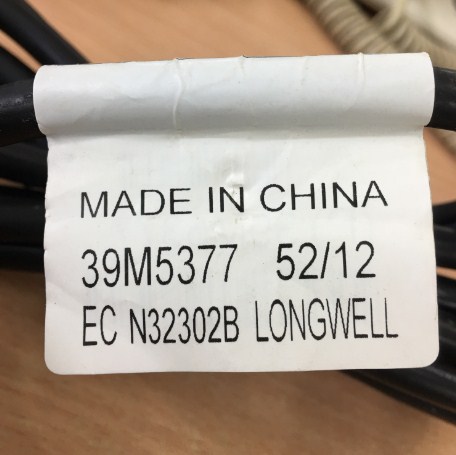 MADE IN CHINA
39M5377 52/12
EC N32302B LONGWELL